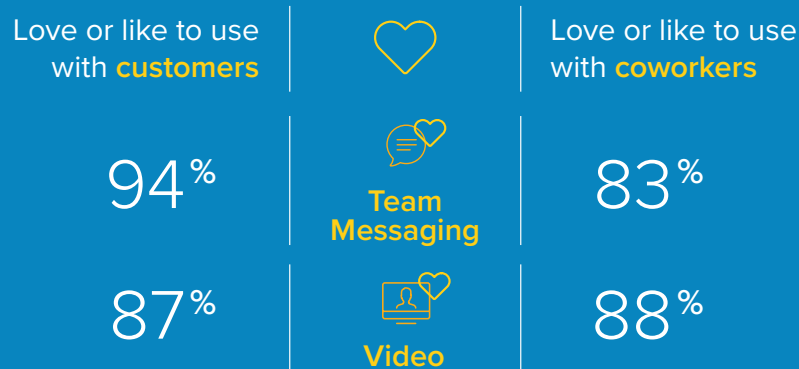 Love or like to use
with customers
Love or like to use
with coworkers
94%
Team
Messaging
83%
87%
Video
88%